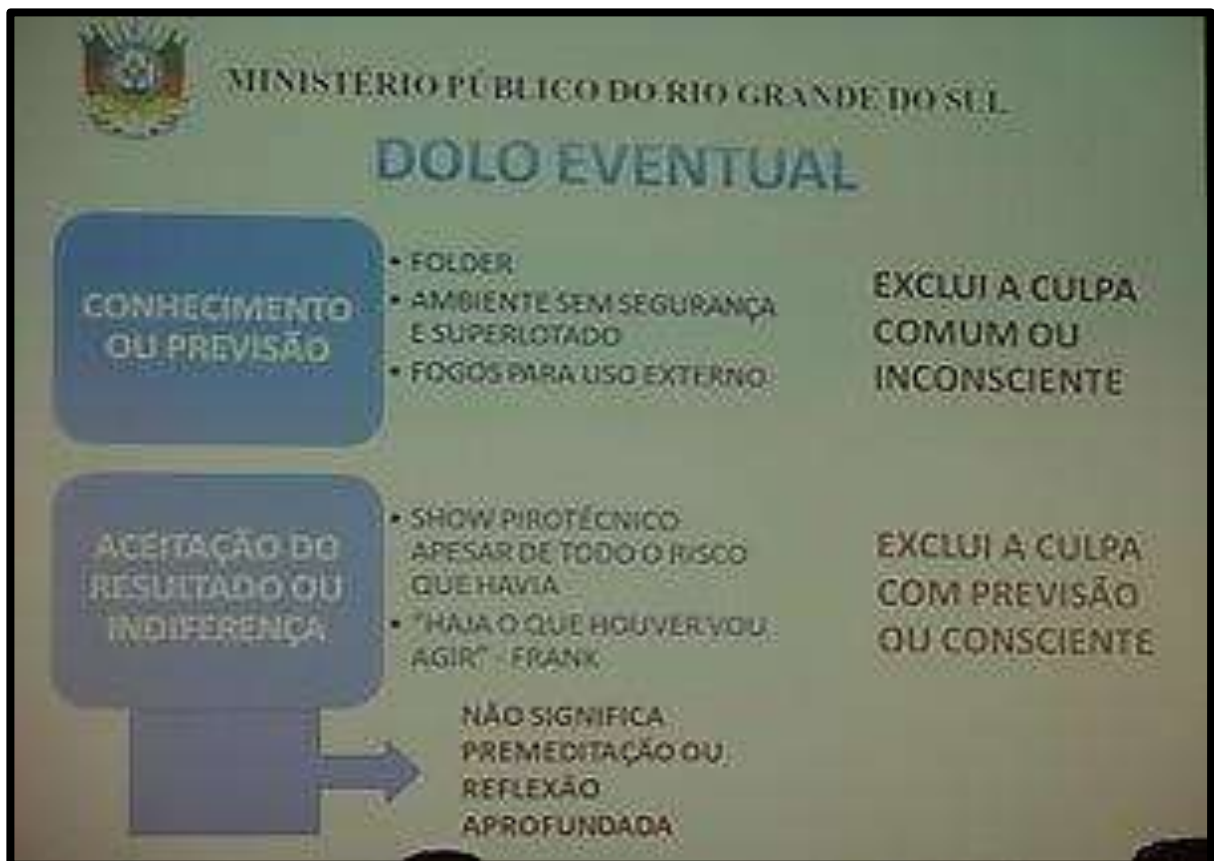 MINISTÉRIO PÚBLICO DO RIO GRANDE DO SUL
DOLO EVENTUAL
CONHECIMENTO
OU PREVISÃO
• FOLDER
• AMBIENTE SEM SEGURANÇA
E SUPERLOTADO
• FOGOS PARA USO EXTERNO
EXCLUI A CULPA
COMUM OU
INCONSCIENTE
ACEITAÇÃO DO
RESULTADO OU
INDIFERENÇA
• SHOW PIROTÉCNICO
APESAR DE TODO O RISCO
QUE HAVIA
• "HAJA O QUE HOUVER VOU
AGIR" - FRANK
EXCLUI A CULPA
COM PREVISÃO
OU CONSCIENTE
NÃO SIGNIFICA
PREMEDITAÇÃO OU
REFLEXÃO
APROFUNDADA